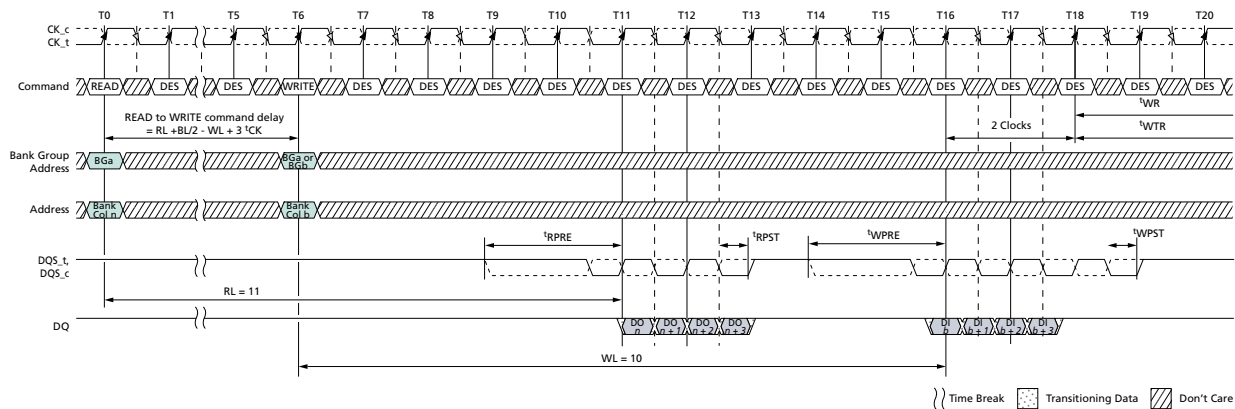 T0 T1 T5 T6 T7 T8 T9 T10 T11 T12 T13 T14 T15 T16 T17 T18 T19 T20
CK_c
CK_t
Command READ DES DES WRITE DES DES DES DES DES DES DES DES DES DES DES DES DES DES
tWR
READ to WRITE command delay
= RL +BL/2 - WL + 3 tCK
2 Clocks
tWTR
Bank Group
Address
BGa
BGa or
BGb
Address
Bank
Col n
Bank
Col b
tRPRE tRPST tWPRE tWPST
DQS_t,
DQS_c
RL = 11
DQ
DO
n
DO
n + 1
DO
n + 2
DO
n + 3
DI
b
DI
b + 1
DI
b + 2
DI
b + 3
WL = 10
Time Break Transitioning Data Don't Care